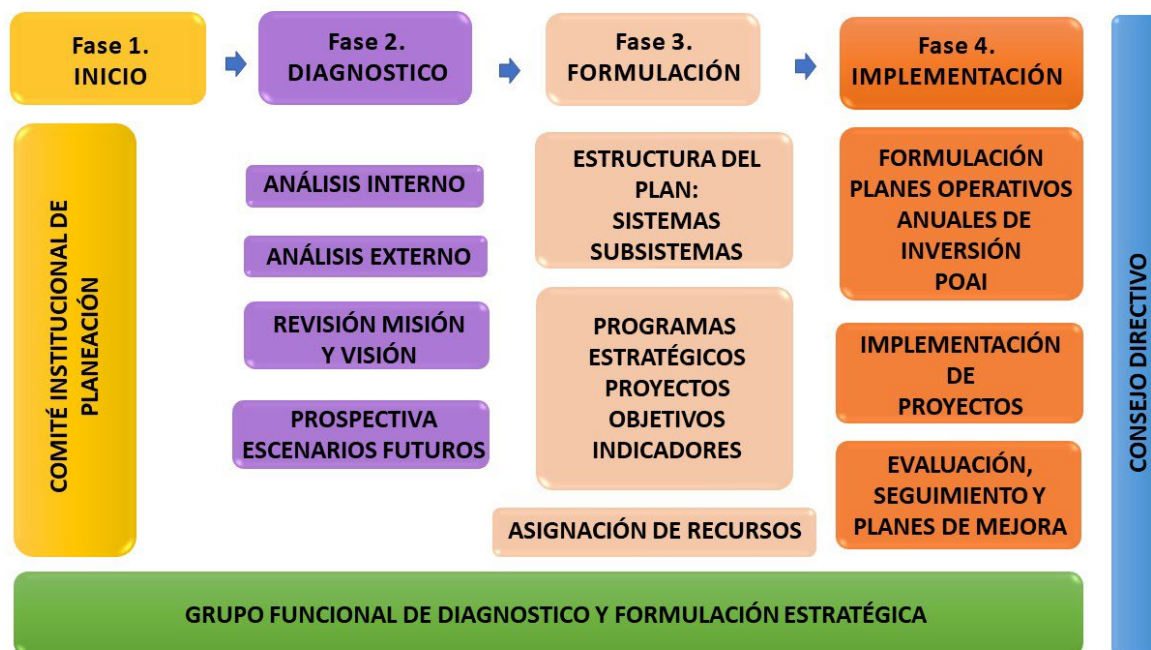 Fase 1.
INICIO
Fase 2.
DIAGNOSTICO
Fase 3.
FORMULACIÓN
Fase 4.
IMPLEMENTACIÓN
COMITÉ INSTITUCIONAL DE
PLANEACIÓN
ANÁLISIS INTERNO
ANÁLISIS EXTERNO
REVISIÓN MISIÓN
Y VISIÓN
PROSPECTIVA
ESCENARIOS FUTUROS
ESTRUCTURA DEL
PLAN:
SISTEMAS
SUBSISTEMAS
PROGRAMAS
ESTRATÉGICOS
PROYECTOS
OBJETIVOS
INDICADORES
ASIGNACIÓN DE RECURSOS
FORMULACIÓN
PLANES OPERATIVOS
ANUALES DE
INVERSIÓN
POAI
IMPLEMENTACIÓN
DE
PROYECTOS
EVALUACIÓN,
SEGUIMIENTO Y
PLANES DE MEJORA
CONSEJO DIRECTIVO
GRUPO FUNCIONAL DE DIAGNOSTICO Y FORMULACIÓN ESTRATÉGICA